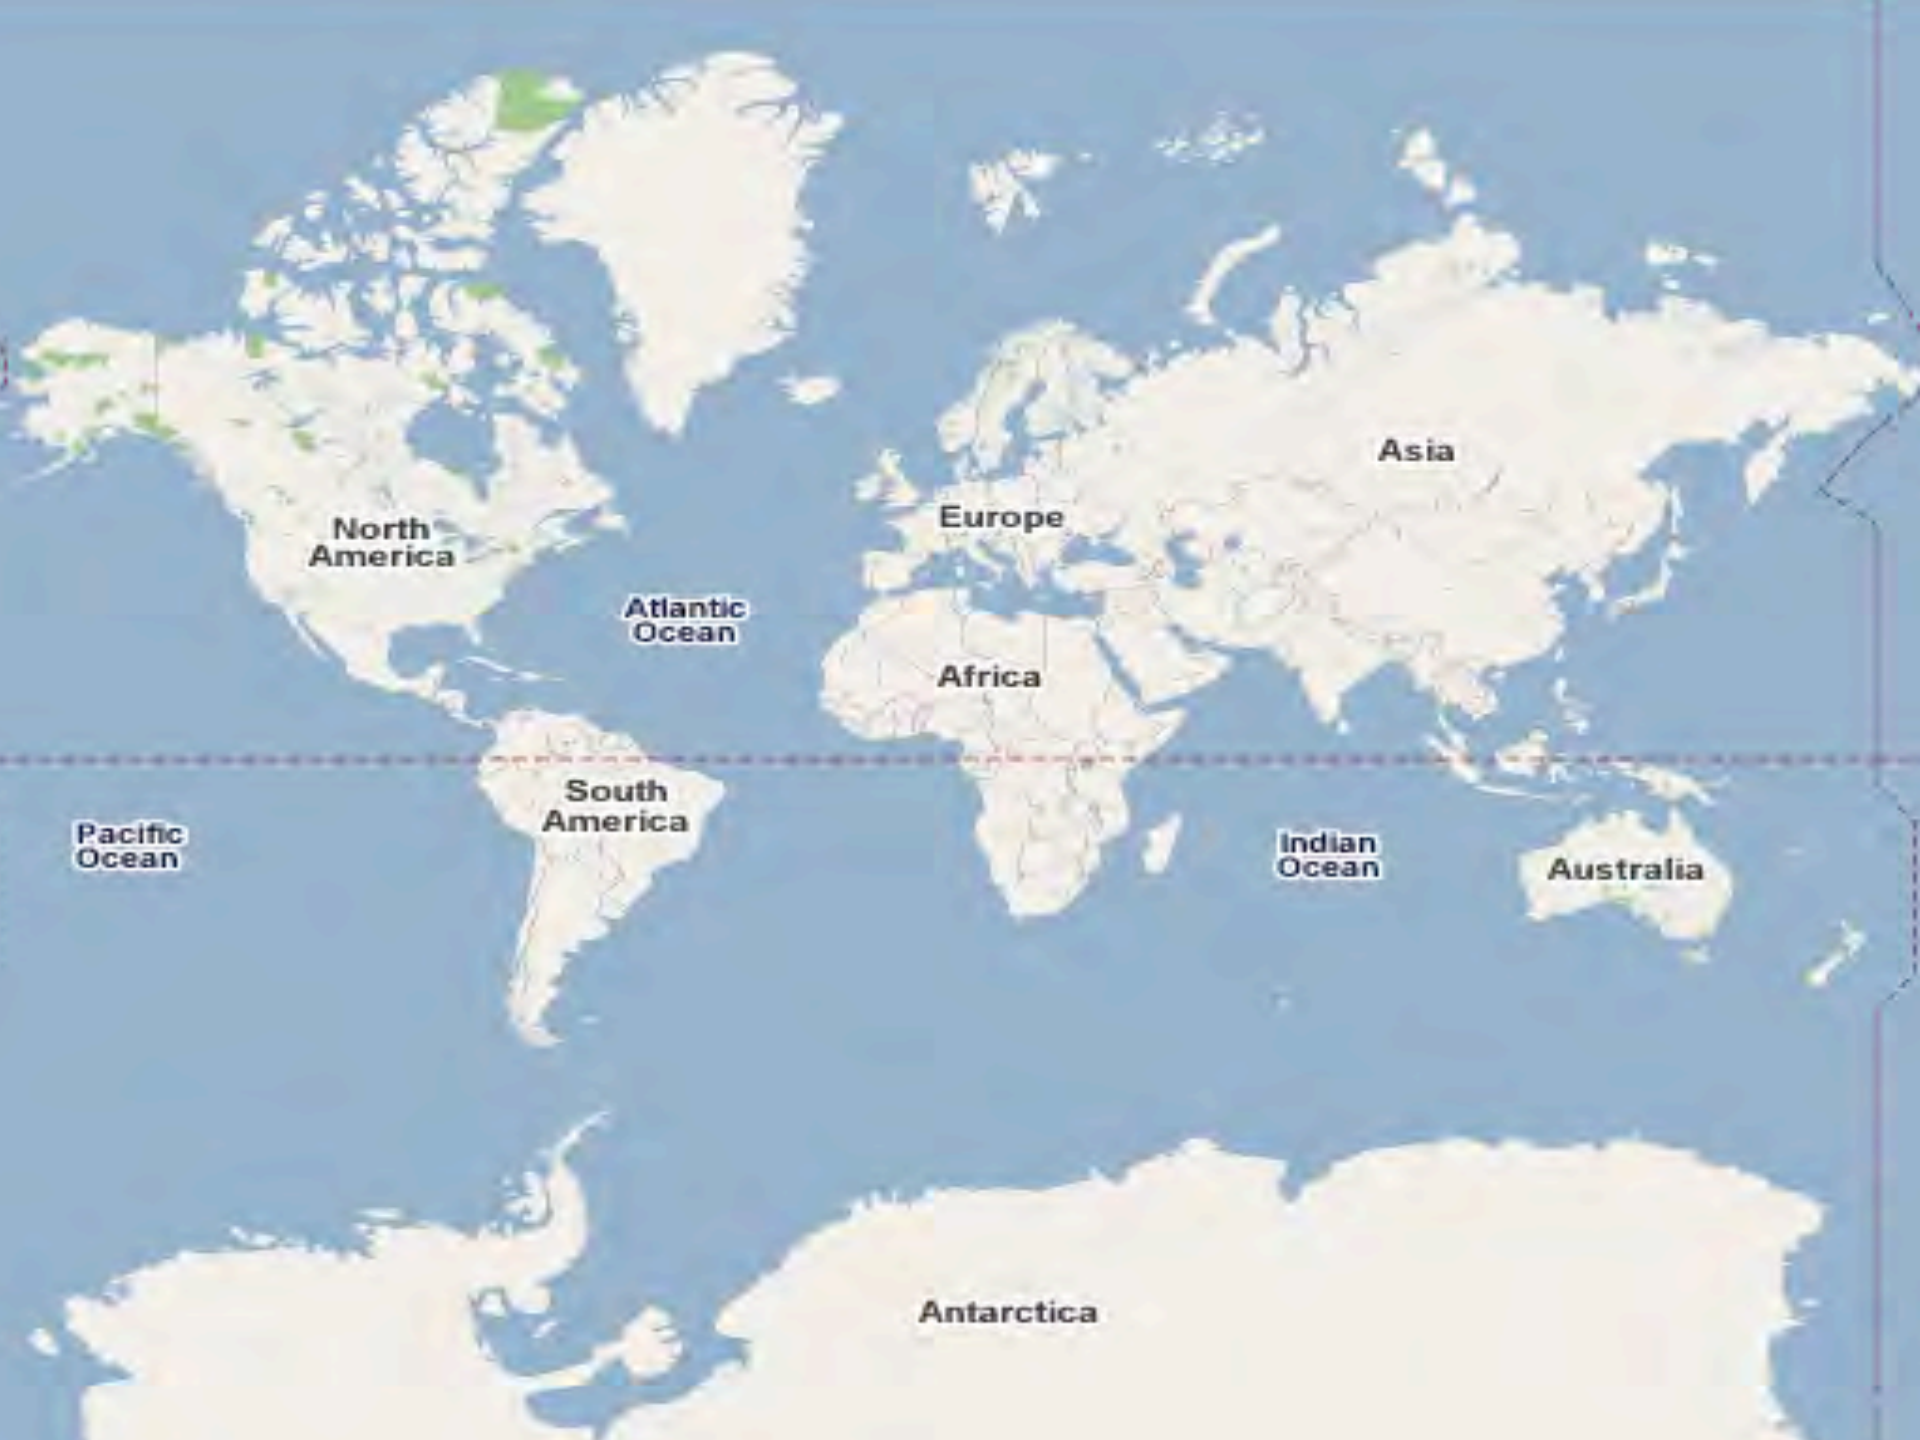 Asia
Europe
North
America
Atlantic
Ocean
Africa
South
America
Pacific
Ocean
Indian
Ocean
Australia
Antarctica